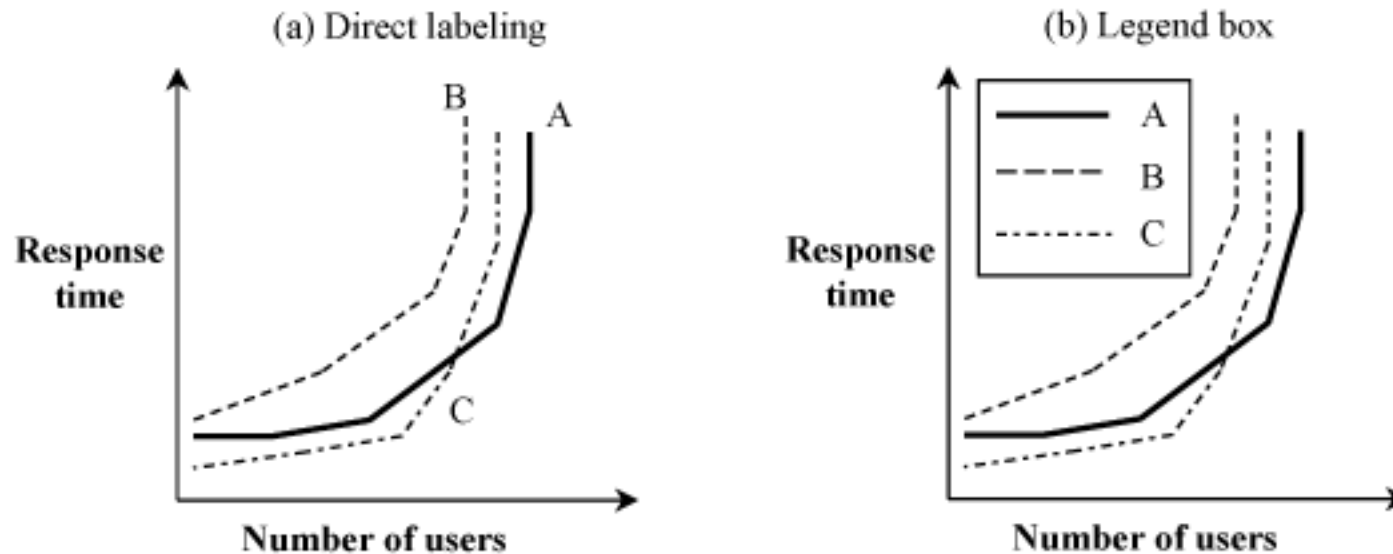 (a) Direct labeling
B
A
Response
time
C
Number of users
(b) Legend box
A
B
C
Response
time
Number of users